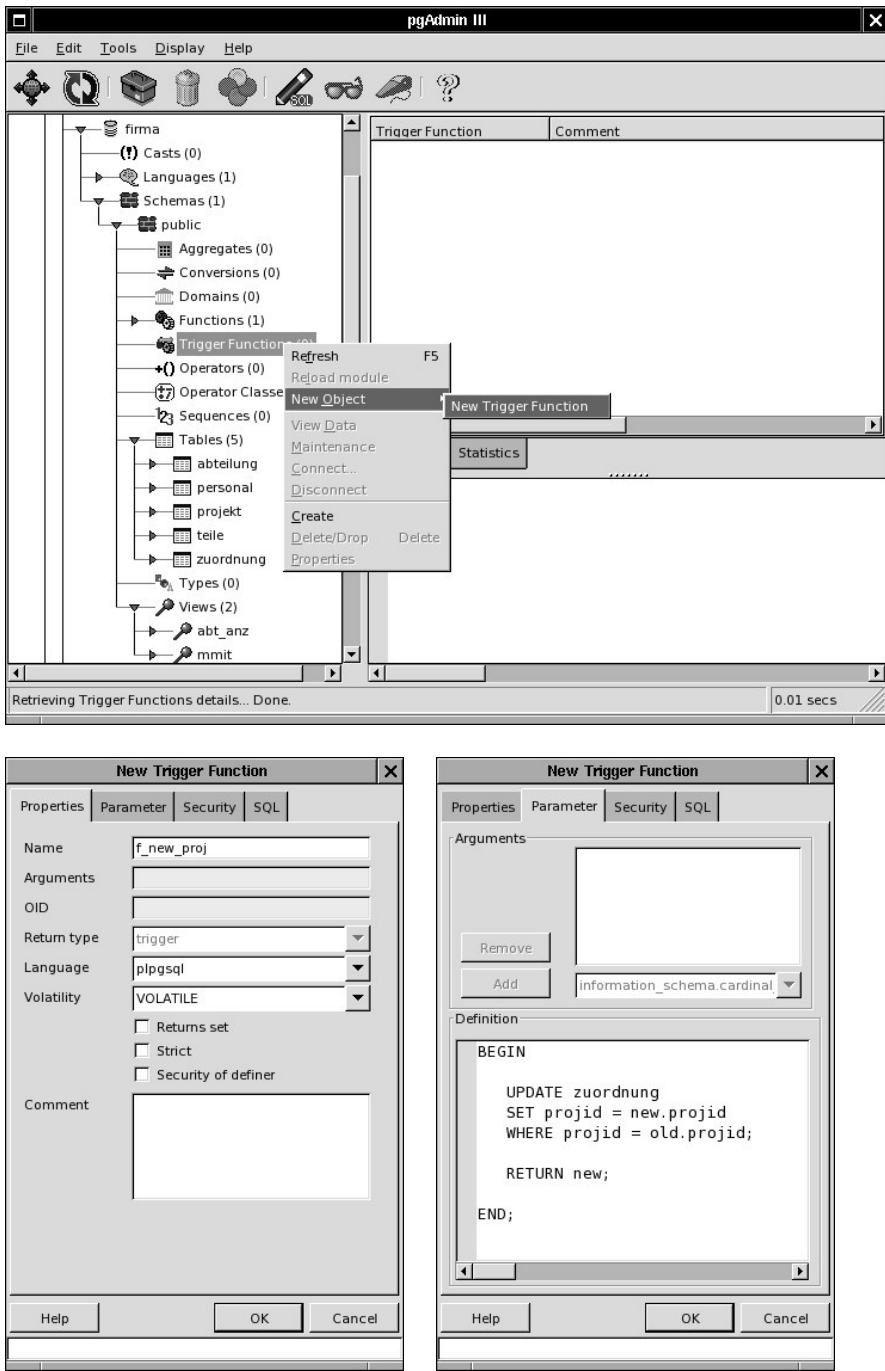 pgAdmin III
File Edit Tools Display Help
SQL
firma
Casts (0)
Languages (1)
Schemas (1)
public
Aggregates (0)
Conversions (0)
Domains (0)
Functions (1)
Trigger Functions (0)
Operators (0)
Operator Classe
Sequences (0)
Tables (5)
abteilung
personal
projekt
teile
zuordnung
Types (0)
Views (2)
abt_anz
mmit
Trigger Function Comment
Refresh F5
Reload module
New Object
View Data
Maintenance
Connect...
Disconnect
Create
Delete/Drop Delete
Properties
New Trigger Function
Statistics
Retrieving Trigger Functions details... Done. 0.01 secs
New Trigger Function
Properties Parameter Security SQL
Name f_new_proj
Arguments
OID
Return type trigger
Language plpgsql
Volatility VOLATILE
Returns set
Strict
Security of definer
Comment
Help OK Cancel
New Trigger Function
Properties Parameter Security SQL
Arguments
Remove
Add information_schema.cardinal_
Definition
BEGIN
UPDATE zuordnung
SET projid = new.projid
WHERE projid = old.projid;
RETURN new;
END;
Help OK Cancel